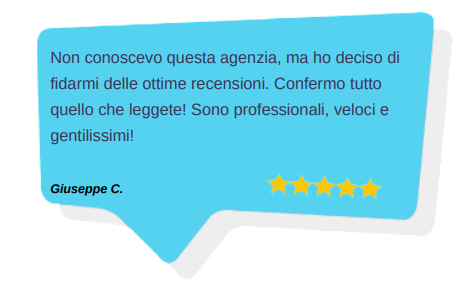 Non conoscevo questa agenzia, ma ho deciso di
fidarmi delle ottime recensioni. Confermo tutto
quello che leggete! Sono professionali, veloci e
gentilissimi!
Giuseppe C.